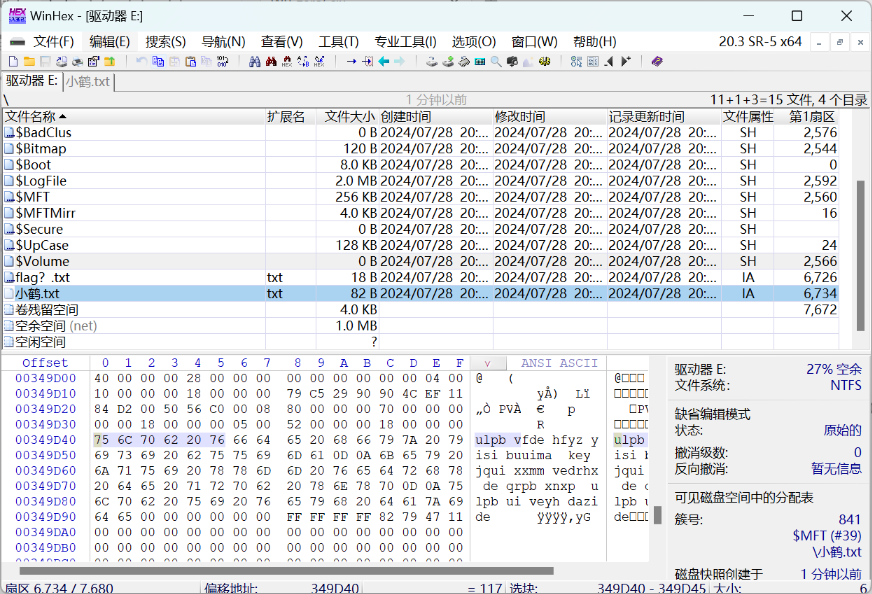 WinHex - [驱动器 E:]
文件(F) 编辑(E) 搜索(S) 导航(N) 查看(V) 工具(T) 专业工具(I) 选项(O) 窗口(W) 帮助(H) 20.3 SR-5 x64
驱动器 E: 小鹤.txt
\ 1 分钟以前 11+1+3=15 文件, 4 个目录
文件名称 扩展名 文件大小 创建时间 修改时间 记录更新时间 文件属性 第1扇区
$BadClus 0 B 2024/07/28 20:... 2024/07/28 20:... 2024/07/28 20:... SH 2,576
$Bitmap 120 B 2024/07/28 20:... 2024/07/28 20:... 2024/07/28 20:... SH 2,544
$Boot 8.0 KB 2024/07/28 20:... 2024/07/28 20:... 2024/07/28 20:... SH 0
$LogFile 2.0 MB 2024/07/28 20:... 2024/07/28 20:... 2024/07/28 20:... SH 2,592
$MFT 256 KB 2024/07/28 20:... 2024/07/28 20:... 2024/07/28 20:... SH 2,560
$MFTMirr 4.0 KB 2024/07/28 20:... 2024/07/28 20:... 2024/07/28 20:... SH 16
$Secure 0 B 2024/07/28 20:... 2024/07/28 20:... 2024/07/28 20:... SH
$UpCase 128 KB 2024/07/28 20:... 2024/07/28 20:... 2024/07/28 20:... SH 24
$Volume 0 B 2024/07/28 20:... 2024/07/28 20:... 2024/07/28 20:... SH 2,566
flag? .txt txt 18 B 2024/07/28 20:... 2024/07/28 20:... 2024/07/28 20:... IA 6,726
小鹤.txt txt 82 B 2024/07/28 20:... 2024/07/28 20:... 2024/07/28 20:... IA 6,734
卷残留空间 4.0 KB 7,672
空余空间 (net) 1.0 MB
空闲空间 ?
Offset 0 1 2 3 4 5 6 7 8 9 A B C D E F v ANSI ASCII
00349D00 40 00 00 00 28 00 00 00 00 00 00 00 00 00 04 00 @ ( @
00349D10 10 00 00 00 18 00 00 00 79 C5 29 90 90 4C EF 11 yÅ) Lï
00349D20 84 D2 00 50 56 C0 00 08 80 00 00 00 70 00 00 00 „Ò PVÀ € p PV
00349D30 00 00 18 00 00 00 05 00 52 00 00 00 18 00 00 00 R
00349D40 75 6C 70 62 20 76 66 64 65 20 68 66 79 7A 20 79 ulpb vfde hfyz y ulpb
00349D50 69 73 69 20 62 75 75 69 6D 61 0D 0A 6B 65 79 20 isi buuima key isi b
00349D60 6A 71 75 69 20 78 78 6D 6D 20 76 65 64 72 68 78 jqui xxmm vedrhx jqui
00349D70 20 64 65 20 71 72 70 62 20 78 6E 78 70 0D 0A 75 de qrpb xnxp u de
00349D80 6C 70 62 20 75 69 20 76 65 79 68 20 64 61 7A 69 lpb ui veyh dazi lpb u
00349D90 64 65 00 00 00 00 00 00 FF FF FF FF 82 79 47 11 de ÿÿÿÿ‚yG de
00349DA0 00 00 00 00 00 00 00 00 00 00 00 00 00 00 00 00
00349DB0 00 00 00 00 00 00 00 00 00 00 00 00 00 00 00 00
驱动器 E: 27% 空余
文件系统: NTFS
缺省编辑模式
状态: 原始的
撤消级数: 0
反向撤消: 暂无信息
可见磁盘空间中的分配表
簇号: 841
$MFT (#39)
\小鹤.txt
磁盘快照创建于 1 分钟以前
扇区 6,734 / 7,680 偏移地址: 349D40 = 117 选块: 349D40 - 349D45 大小: 6